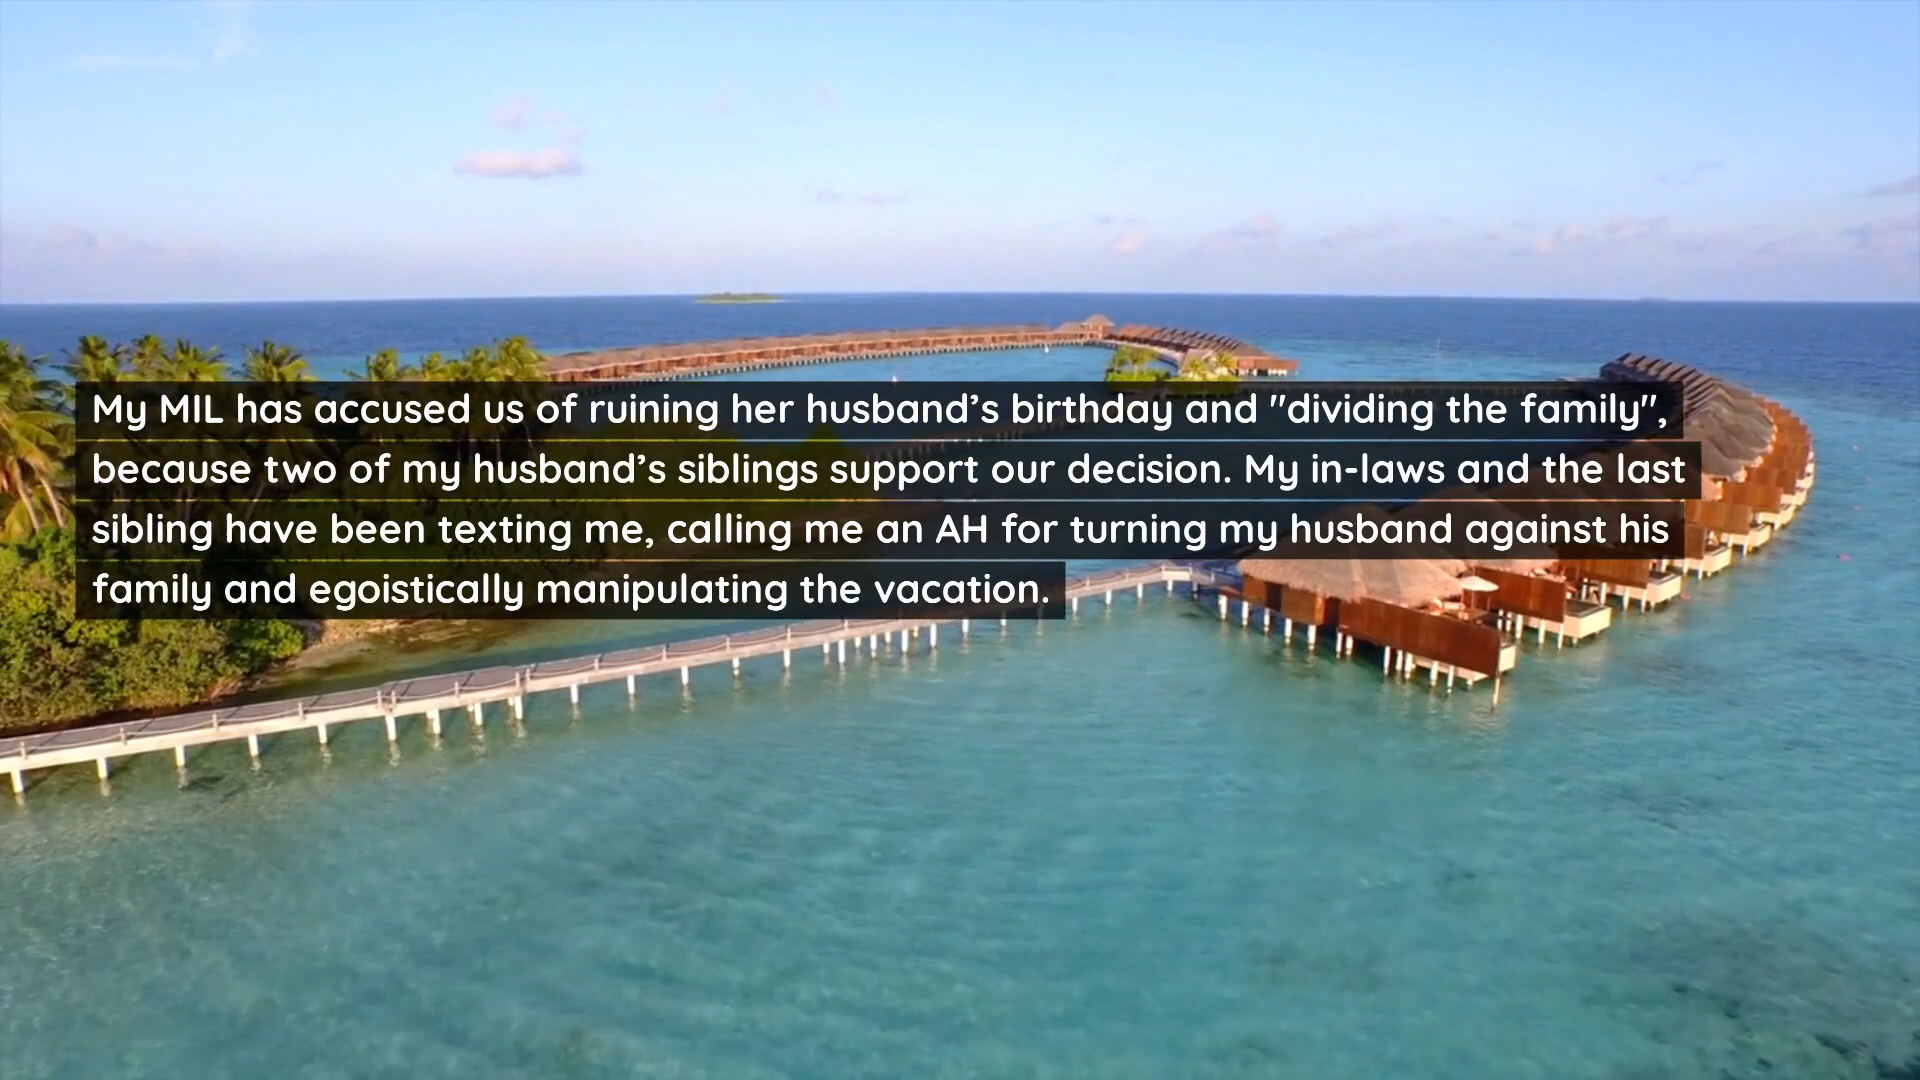 My MIL has accused us of ruining her husband’s birthday and "dividing the family",
because two of my husband’s siblings support our decision. My in-laws and the last
sibling have been texting me, calling me an AH for turning my husband against his
family and egoistically manipulating the vacation.